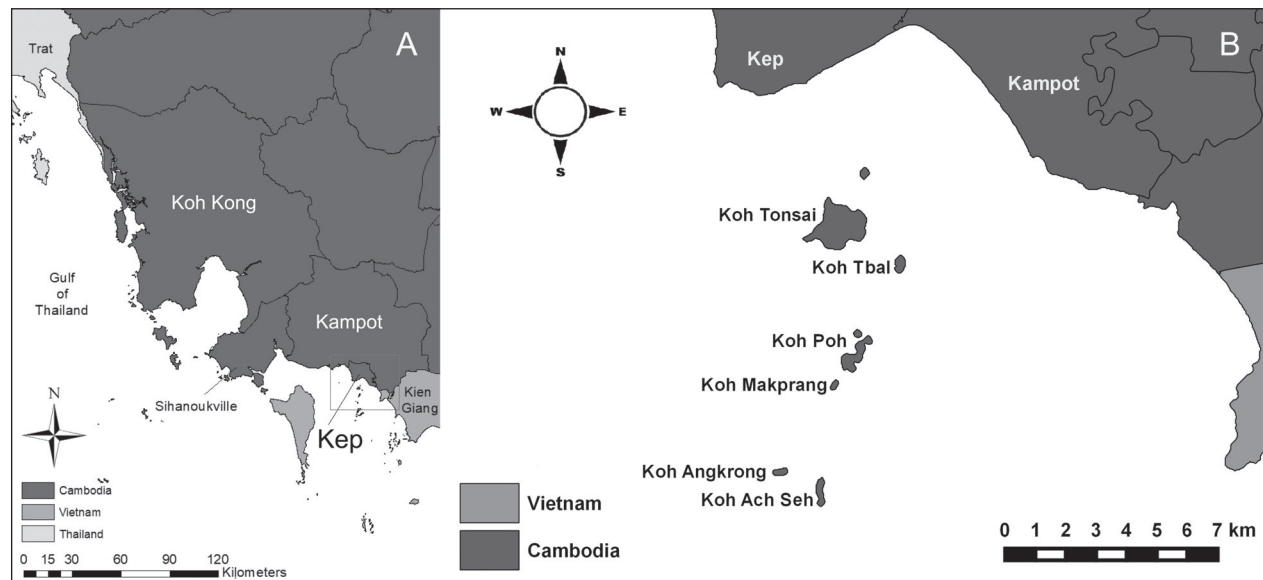 A
Trat
Koh Kong
Gulf
of
Thailand
Kampot
Sihanoukville
Kien
Giang
Kep
N
Cambodia
Vietnam
Thailand
0 15 30 60 90 120
Kilometers
B
Kep
Kampot
N
W E
S
Koh Tonsai
Koh Tbal
Koh Poh
Koh Makprang
Koh Angkrong
Koh Ach Seh
Vietnam
Cambodia
0 1 2 3 4 5 6 7 km